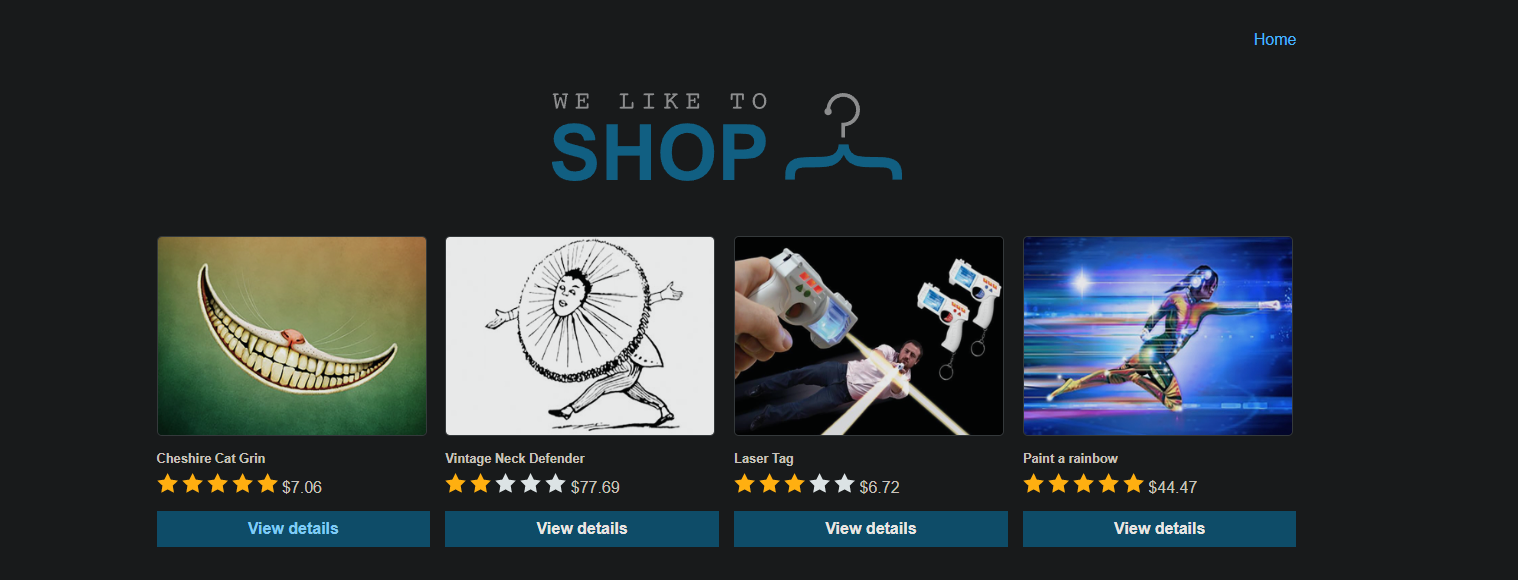 Home
WE LIKE TO
SHOP
Cheshire Cat Grin
$7.06
View details
Vintage Neck Defender
$77.69
View details
Laser Tag
$6.72
View details
Paint a rainbow
$44.47
View details